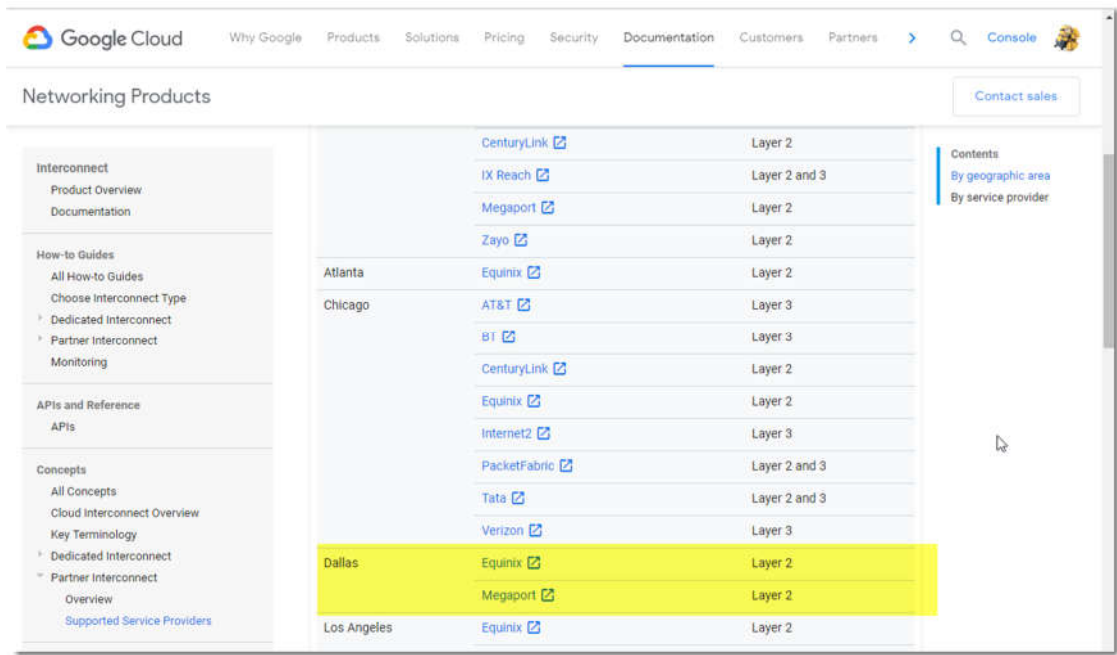 Google Cloud Why Google Products Solutions Pricing Security Documentation Customers Partners Console
Networking Products Contact sales
Interconnect
Product Overview
Documentation
How-to Guides
All How-to Guides
Choose Interconnect Type
Dedicated Interconnect
Partner Interconnect
Monitoring
APIs and Reference
APIs
Concepts
All Concepts
Cloud Interconnect Overview
Key Terminology
Dedicated Interconnect
Partner Interconnect
Overview
Supported Service Providers
CenturyLink Layer 2
IX Reach Layer 2 and 3
Megaport Layer 2
Zayo Layer 2
Atlanta Equinix Layer 2
Chicago AT&T Layer 3
BT Layer 3
CenturyLink Layer 2
Equinix Layer 2
Internet2 Layer 3
PacketFabric Layer 2 and 3
Tata Layer 2 and 3
Verizon Layer 3
Dallas Equinix Layer 2
Megaport Layer 2
Los Angeles Equinix Layer 2
Contents
By geographic area
By service provider